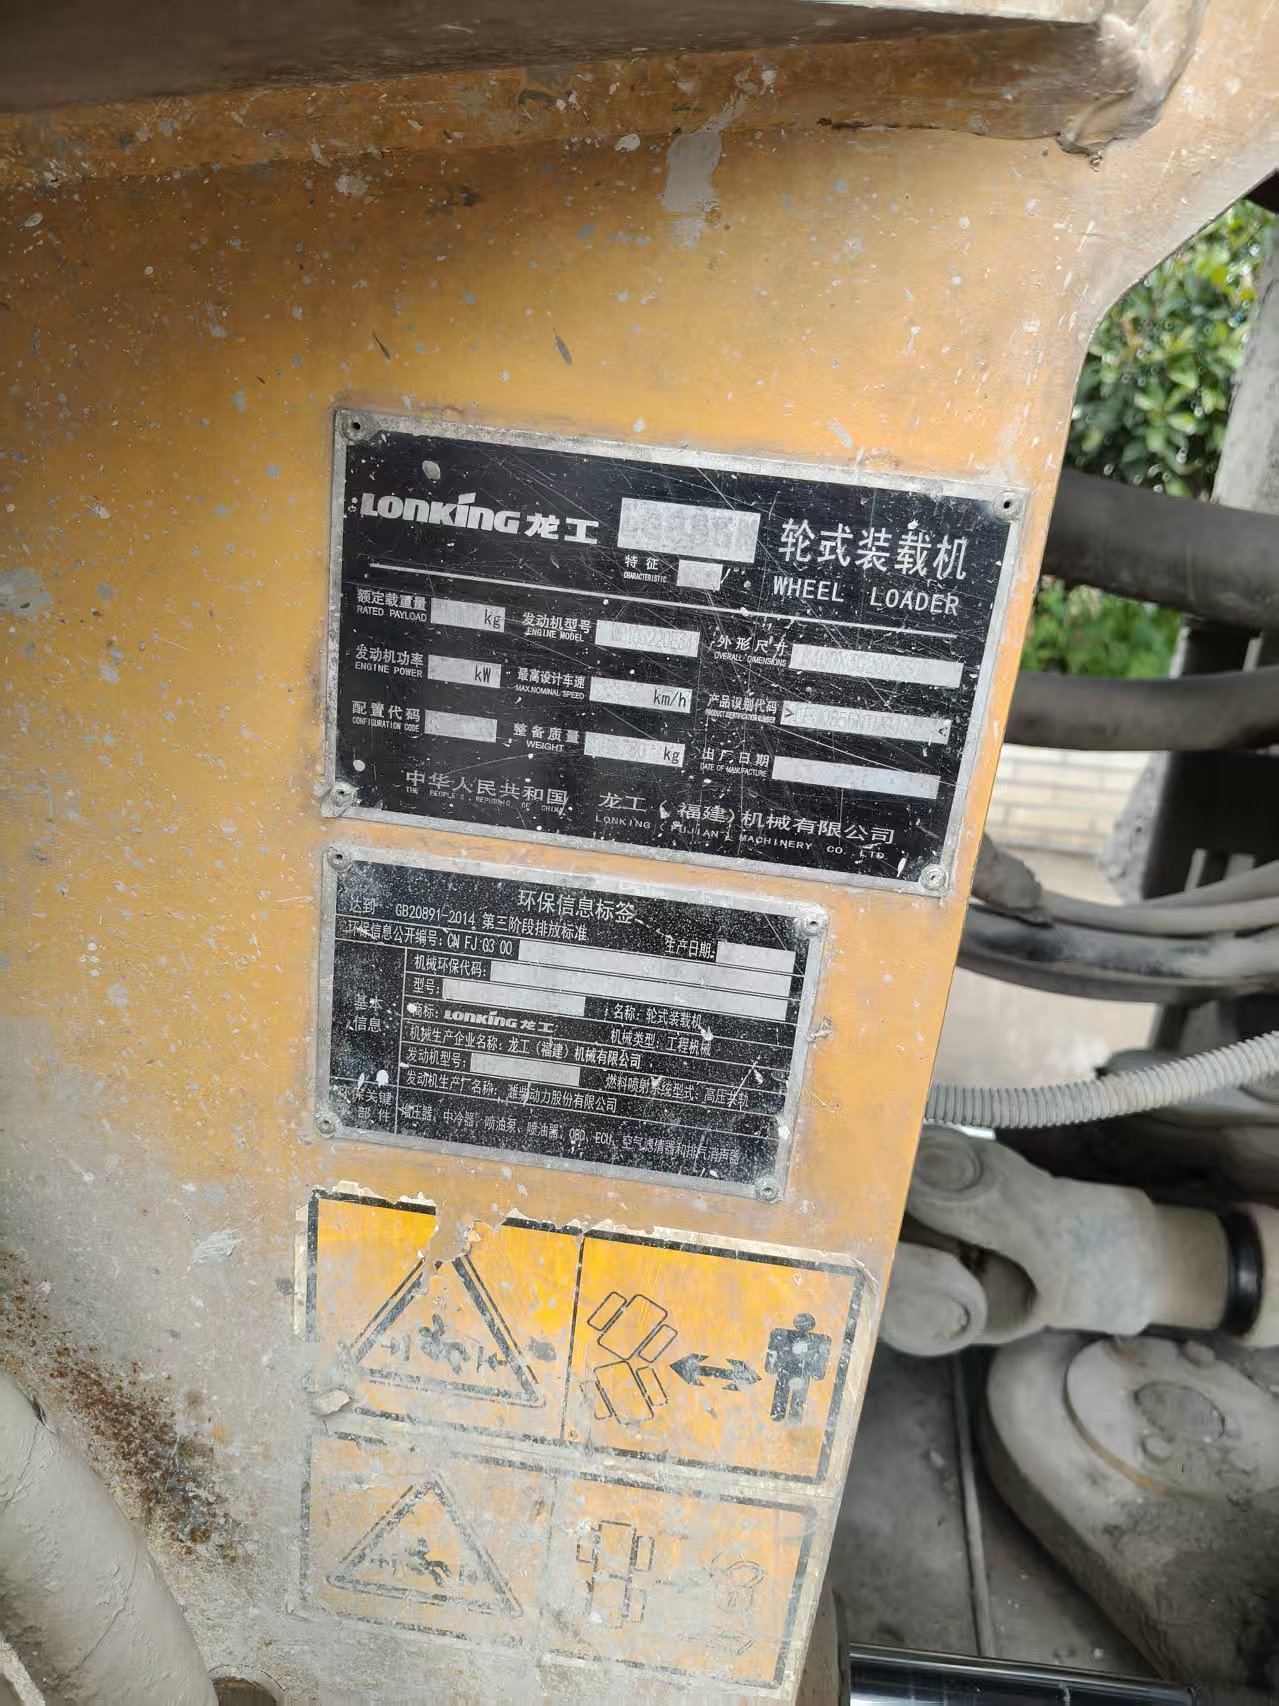 LONKING 龙工
轮式装载机
特征
CHARACTERISTIC
WHEEL LOADER
额定载重量
RATED PAYLOAD
kg
发动机型号
ENGINE MODEL
外形尺寸
OVERALL DIMENSIONS
发动机功率
ENGINE POWER
kW
最高设计车速
MAX.NOMINAL SPEED
km/h
产品识别代码
PRODUCT IDENTIFICATION NUMBER
配置代码
CONFIGURATION CODE
整备质量
WEIGHT
kg
出厂日期
DATE OF MANUFACTURE
中华人民共和国 龙工(福建)机械有限公司
THE PEOPLE'S REPUBLIC OF CHINA LONKING (FUJIAN) MACHINERY CO., LTD
环保信息标签
达到 GB20891-2014 第三阶段排放标准
生产日期:
环保信息公开编号: CN FJ G3 00
基本信息
机械环保代码:
型号:
名称: 轮式装载机
商标: LONKING 龙工
机械类型: 工程机械
机械生产企业名称: 龙工(福建)机械有限公司
发动机型号:
燃料喷射系统型式: 高压共轨
发动机生产厂名称: 潍柴动力股份有限公司
环保关键部件
增压器、中冷器、喷油泵、喷油器、OBD、ECU、空气滤清器和排气消声器